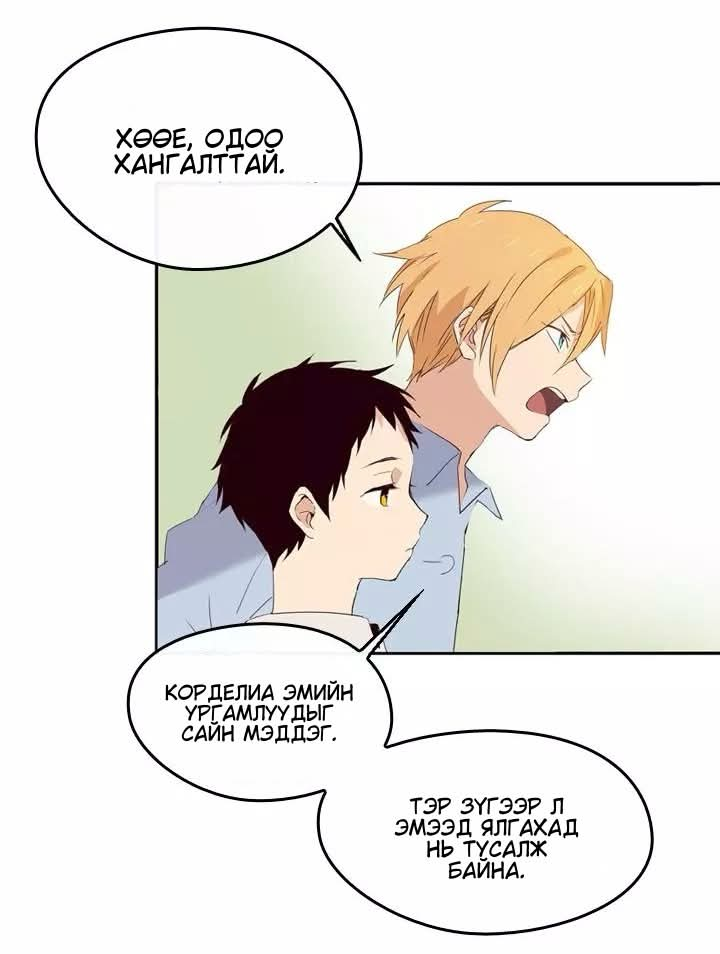 ХӨӨЕ, ОДОО
ХАНГАЛТТАЙ.
КОРДЕЛИА ЭМИЙН
УРГАМЛУУДЫГ
САЙН МЭДДЭГ.
ТЭР ЗҮГЭЭР Л
ЭМЭЭД ЯЛГАХАД
НЬ ТУСАЛЖ
БАЙНА.